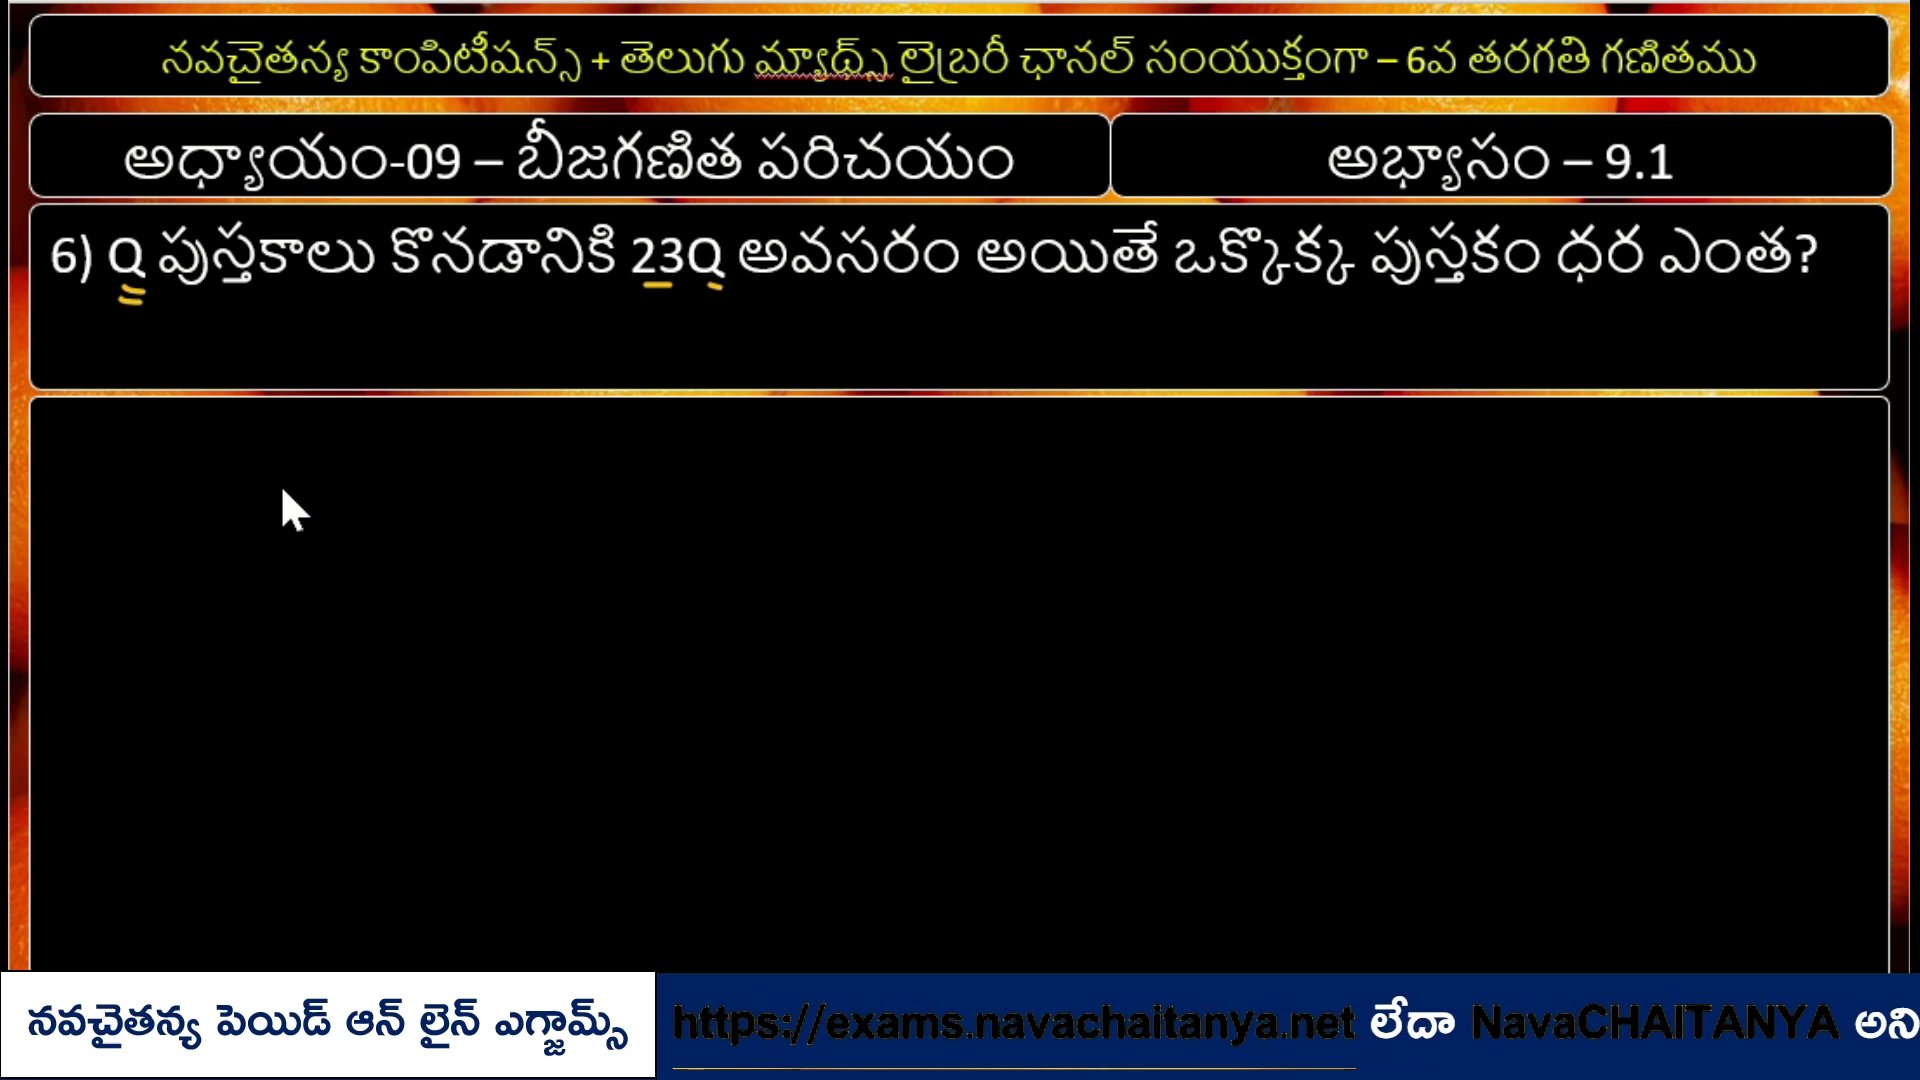 నవచైతన్య కాంపిటీషన్స్ + తెలుగు మ్యాథ్స్ లైబ్రరీ ఛానల్ సంయుక్తంగా – 6వ తరగతి గణితము
అధ్యాయం-09 – బీజగణిత పరిచయం
అభ్యాసం – 9.1
6) Q పుస్తకాలు కొనడానికి 23Q అవసరం అయితే ఒక్కొక్క పుస్తకం ధర ఎంత?
నవచైతన్య పెయిడ్ ఆన్ లైన్ ఎగ్జామ్స్
https://exams.navachaitanya.net లేదా NavaCHAITANYA అని